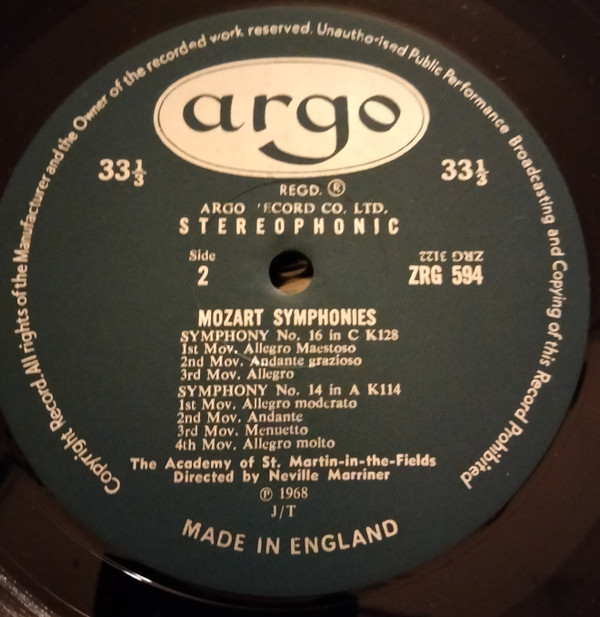 Copyright Record. All rights of the Manufacturer and the Owner of the recorded work reserved. Unauthorised Public Performance Broadcasting and Copying of this Record Prohibited
argo
33⅓
33⅓
REGD. ®
ARGO 'ECORD CO. LTD.
STEREOPHONIC
Side
2
ZRG 3122
ZRG 594
MOZART SYMPHONIES
SYMPHONY No. 16 in C K128
1st Mov. Allegro Maestoso
2nd Mov. Andante grazioso
3rd Mov. Allegro
SYMPHONY No. 14 in A K114
1st Mov. Allegro moderato
2nd Mov. Andante
3rd Mov. Menuetto
4th Mov. Allegro molto
The Academy of St. Martin-in-the-Fields
Directed by Neville Marriner
℗ 1968
J/T
MADE IN ENGLAND